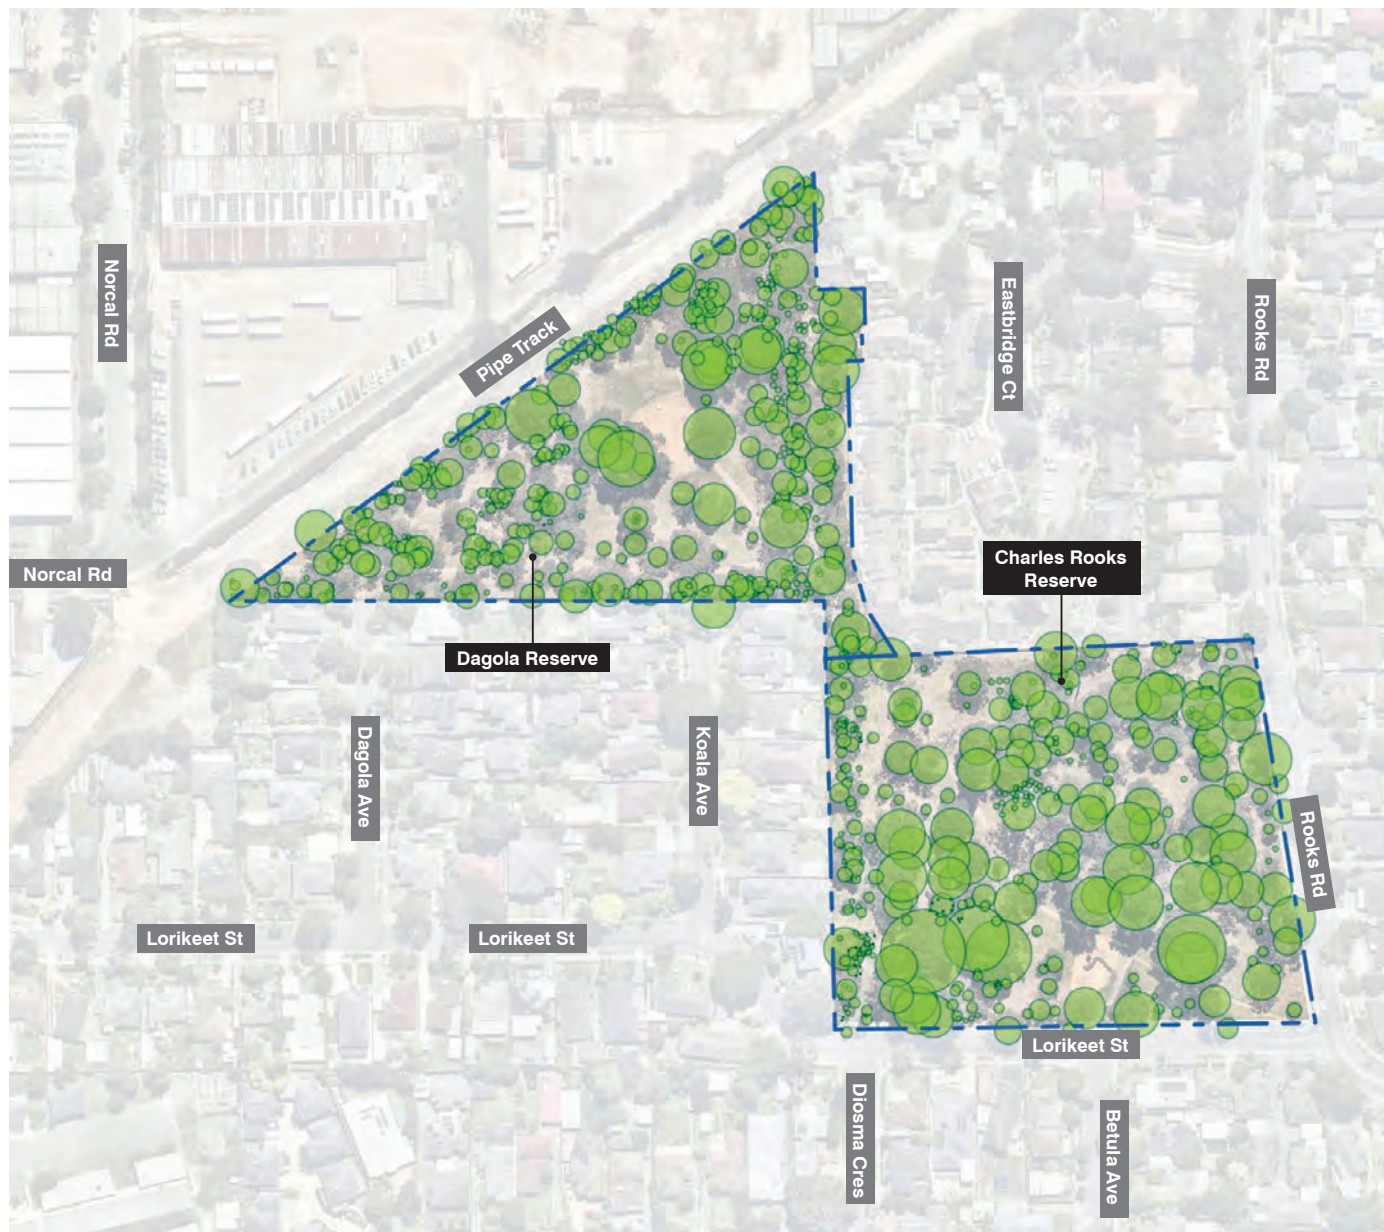 Norcal Rd
Eastbridge Ct
Rooks Rd
Pipe Track
Norcal Rd
Charles Rooks
Reserve
Dagola Reserve
Dagola Ave
Koala Ave
Rooks Rd
Lorikeet St
Lorikeet St
Lorikeet St
Diosma Cres
Betula Ave